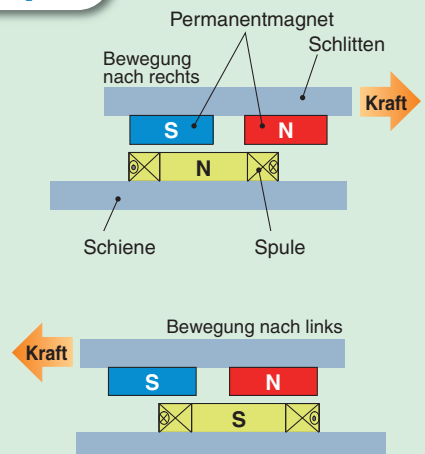 Permanentmagnet
Schlitten
Bewegung
nach rechts
Kraft
S
N
N
Schiene
Spule
Bewegung nach links
Kraft
S
N
S